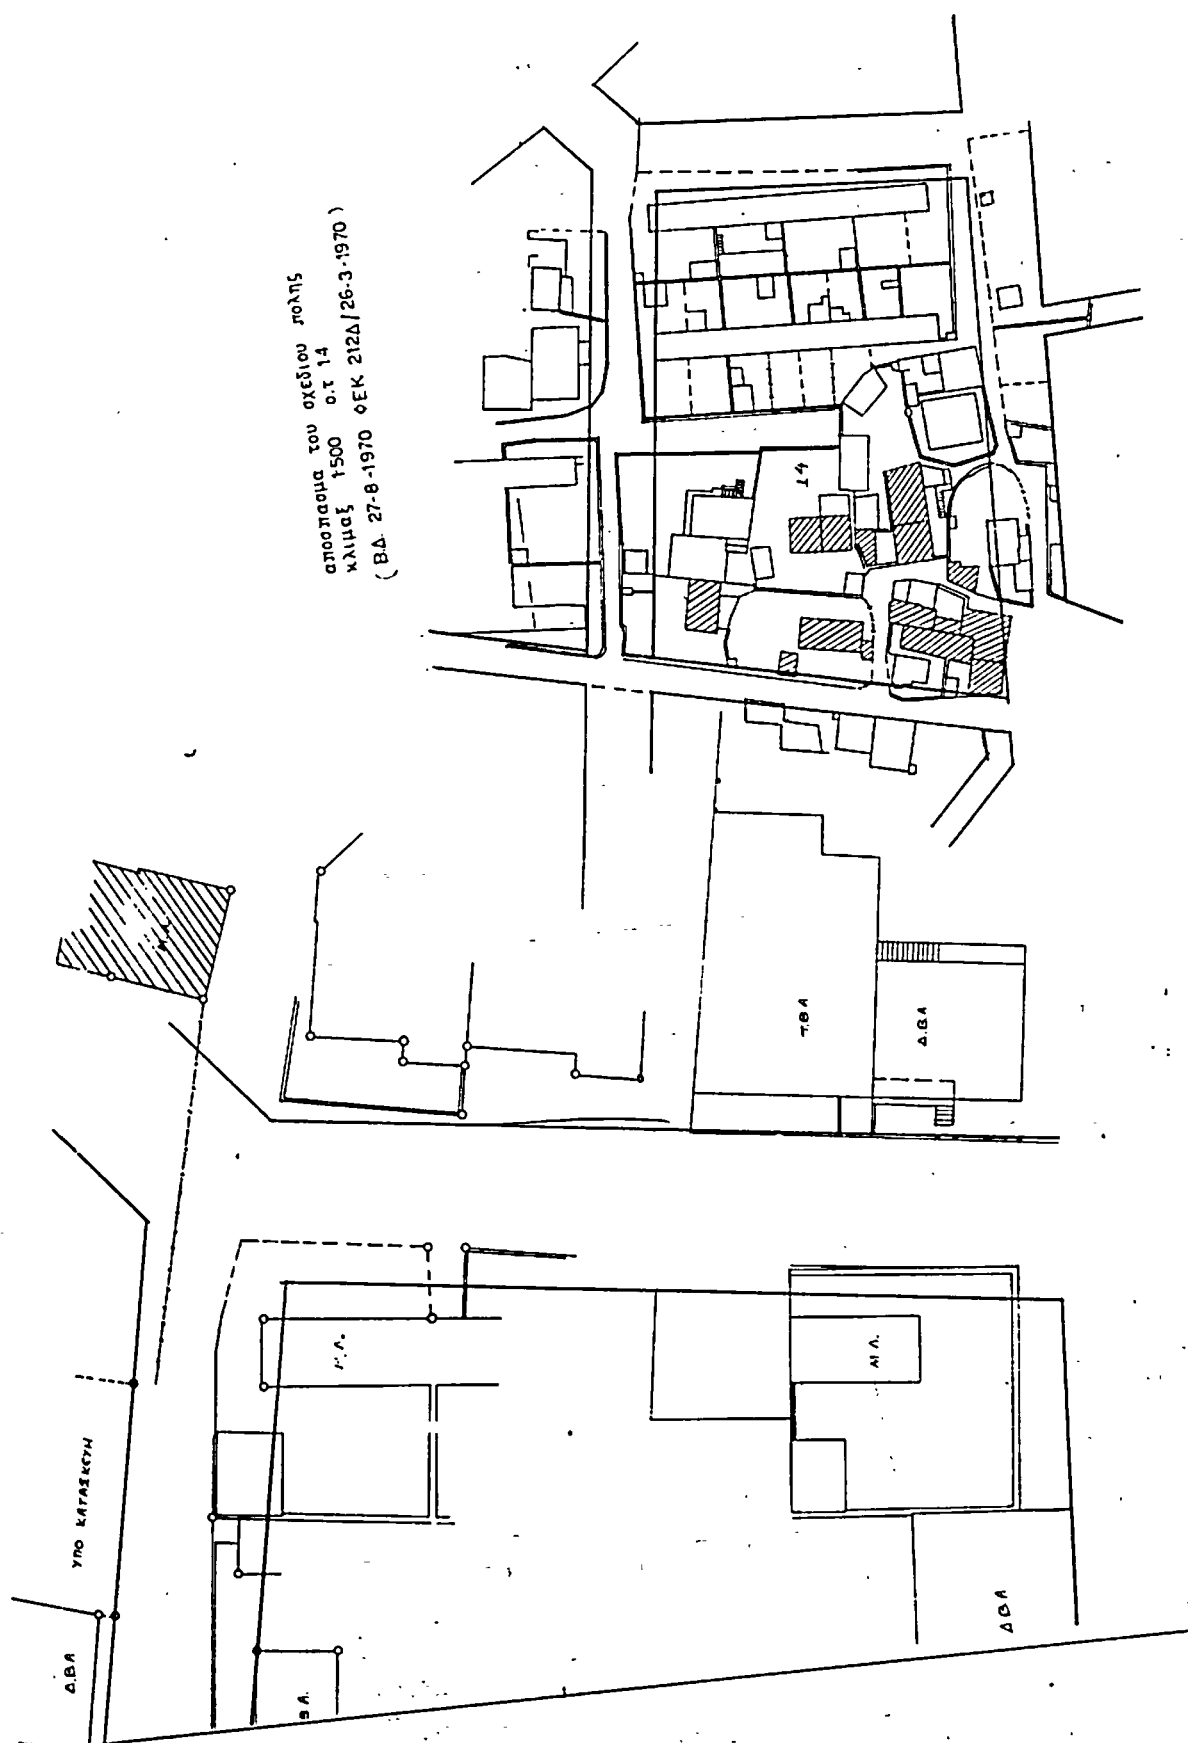 αποσπασμα του σχεδιου πολης
κλιμαξ 1:500 ο.τ 14
(Β.Δ. 27-8-1970 ΦΕΚ 212Δ/26-3-1970)
14
Τ.Β.Α
Δ.Β.Α
Μ.Λ.
Μ.Λ.
ΥΠΟ ΚΑΤΑΣΚΕΥΗ
Δ.Β.Α
Β.Α.
Δ.Β.Α